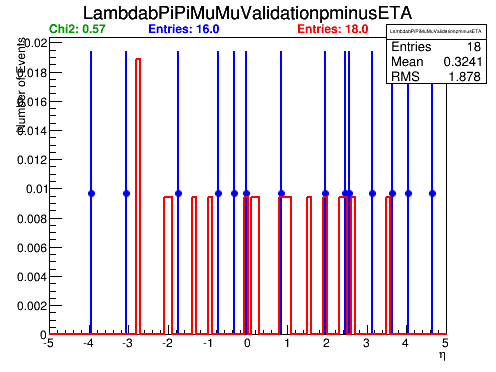 LambdabPiPiMuMuValidationpminusETA
Chi2: 0.57 Entries: 16.0 Entries: 18.0
LambdabPiPiMuMuValidationpminusETA
Entries 18
Mean 0.3241
RMS 1.878
Number of Events
0.02
0.018
0.016
0.014
0.012
0.01
0.008
0.006
0.004
0.002
0
-5 -4 -3 -2 -1 0 1 2 3 4 5
η